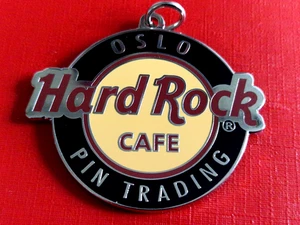 OSLO
Hard Rock ®
CAFE
PIN TRADING